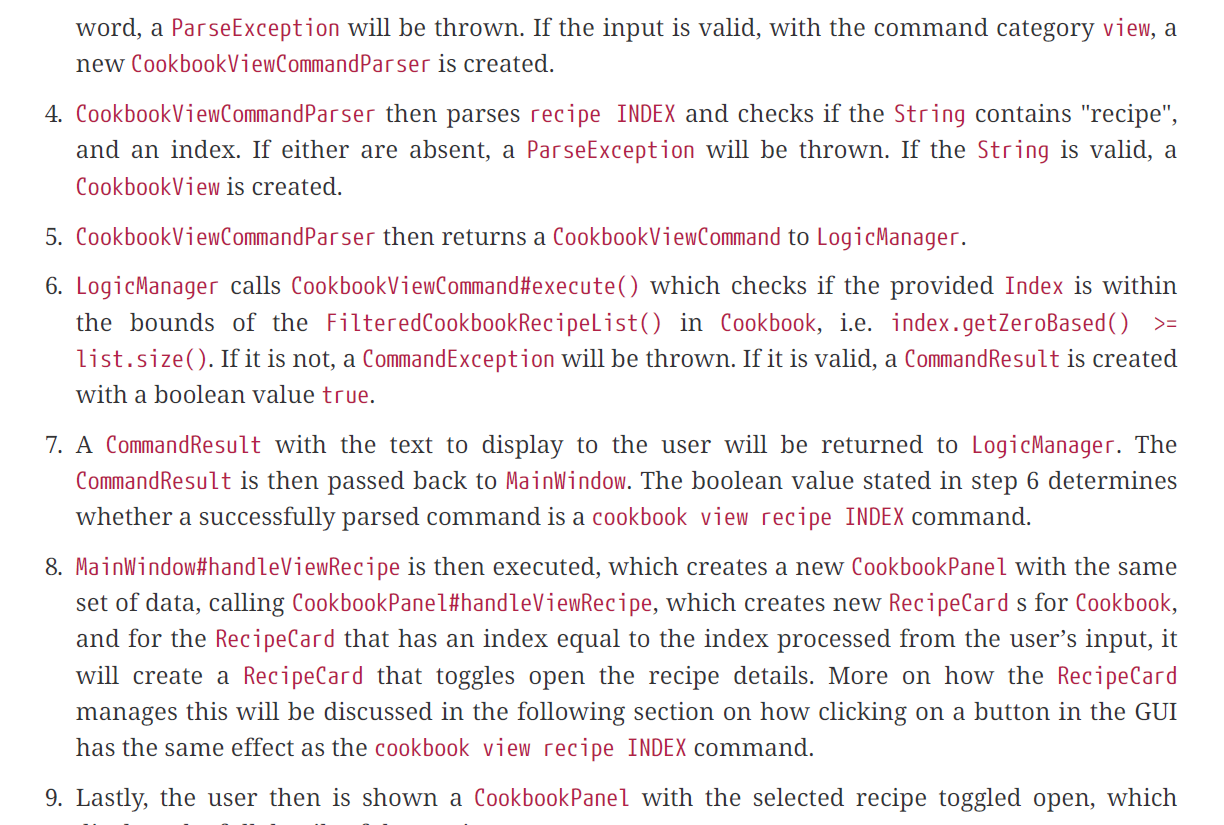 word, a ParseException will be thrown. If the input is valid, with the command category view, a
new CookbookViewCommandParser is created.
4. CookbookViewCommandParser then parses recipe INDEX and checks if the String contains "recipe",
and an index. If either are absent, a ParseException will be thrown. If the String is valid, a
CookbookView is created.
5. CookbookViewCommandParser then returns a CookbookViewCommand to LogicManager.
6. LogicManager calls CookbookViewCommand#execute() which checks if the provided Index is within
the bounds of the FilteredCookbookRecipeList() in Cookbook, i.e. index.getZeroBased() >=
list.size(). If it is not, a CommandException will be thrown. If it is valid, a CommandResult is created
with a boolean value true.
7. A CommandResult with the text to display to the user will be returned to LogicManager. The
CommandResult is then passed back to MainWindow. The boolean value stated in step 6 determines
whether a successfully parsed command is a cookbook view recipe INDEX command.
8. MainWindow#handleViewRecipe is then executed, which creates a new CookbookPanel with the same
set of data, calling CookbookPanel#handleViewRecipe, which creates new RecipeCard s for Cookbook,
and for the RecipeCard that has an index equal to the index processed from the user’s input, it
will create a RecipeCard that toggles open the recipe details. More on how the RecipeCard
manages this will be discussed in the following section on how clicking on a button in the GUI
has the same effect as the cookbook view recipe INDEX command.
9. Lastly, the user then is shown a CookbookPanel with the selected recipe toggled open, which